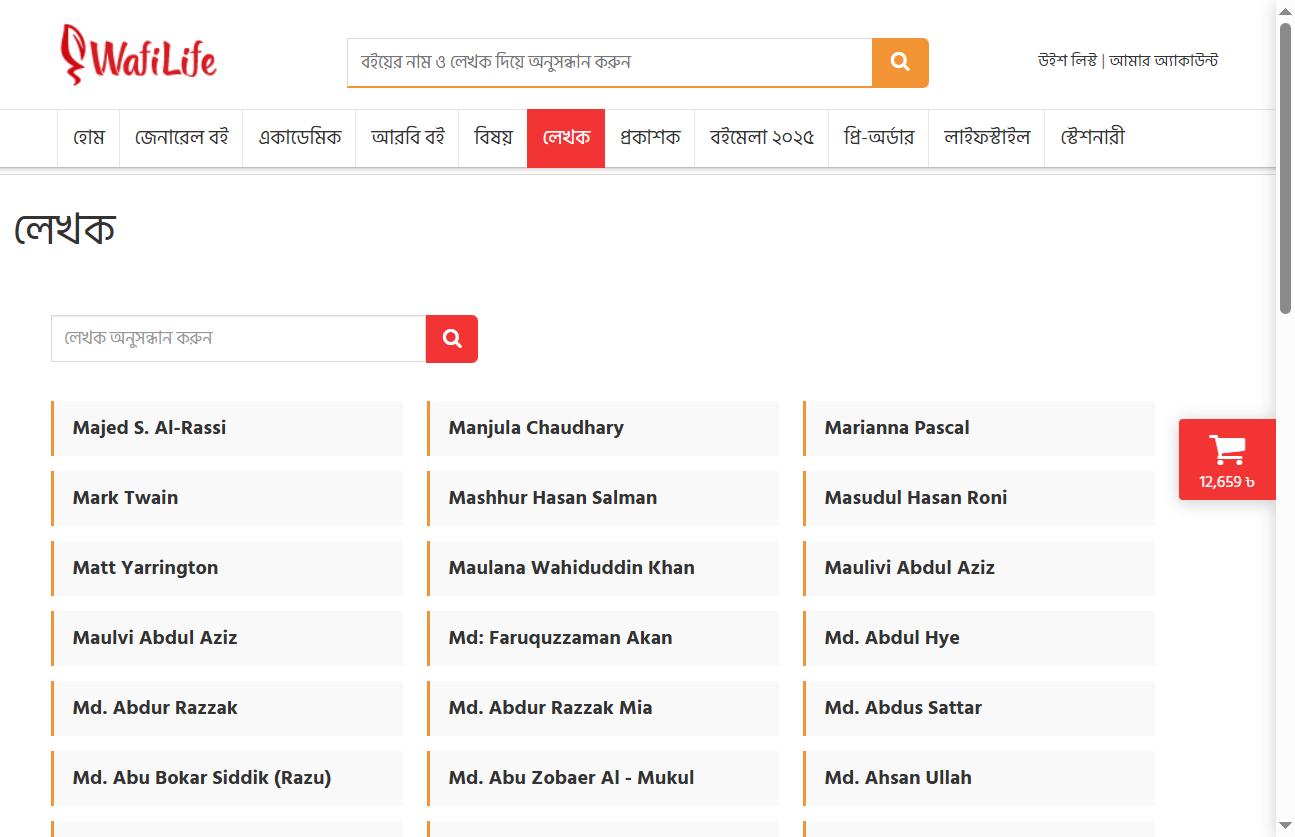 WafiLife
বইয়ের নাম ও লেখক দিয়ে অনুসন্ধান করুন
উইশ লিস্ট | আমার অ্যাকাউন্ট
হোম জেনারেল বই একাডেমিক আরবি বই বিষয় লেখক প্রকাশক বইমেলা ২০২৫ প্রি-অর্ডার লাইফস্টাইল স্টেশনারী
লেখক
লেখক অনুসন্ধান করুন
Majed S. Al-Rassi Manjula Chaudhary Marianna Pascal
12,659 ৳
Mark Twain Mashhur Hasan Salman Masudul Hasan Roni
Matt Yarrington Maulana Wahiduddin Khan Maulivi Abdul Aziz
Maulvi Abdul Aziz Md: Faruquzzaman Akan Md. Abdul Hye
Md. Abdur Razzak Md. Abdur Razzak Mia Md. Abdus Sattar
Md. Abu Bokar Siddik (Razu) Md. Abu Zobaer Al - Mukul Md. Ahsan Ullah